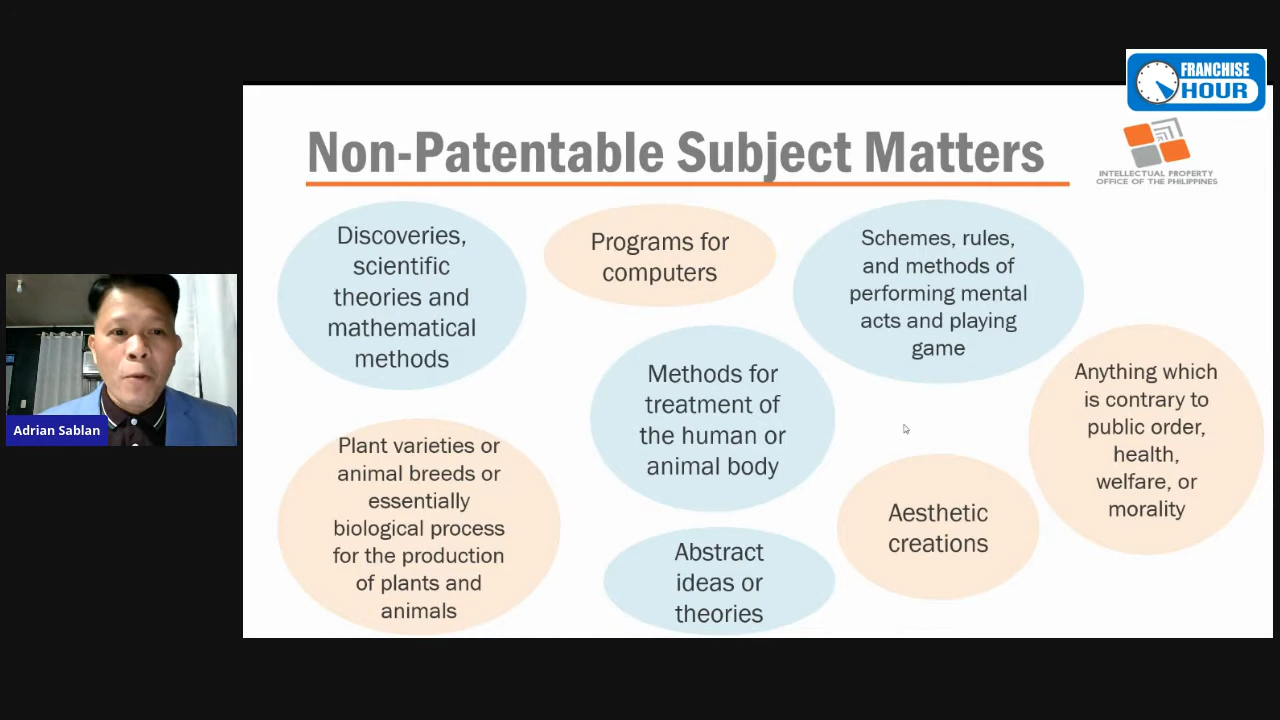 FRANCHISE
HOUR
Non-Patentable Subject Matters
INTELLECTUAL PROPERTY
OFFICE OF THE PHILIPPINES
Discoveries,
scientific
theories and
mathematical
methods
Programs for
computers
Schemes, rules,
and methods of
performing mental
acts and playing
game
Methods for
treatment of
the human or
animal body
Anything which
is contrary to
public order,
health,
welfare, or
morality
Plant varieties or
animal breeds or
essentially
biological process
for the production
of plants and
animals
Abstract
ideas or
theories
Aesthetic
creations
Adrian Sablan